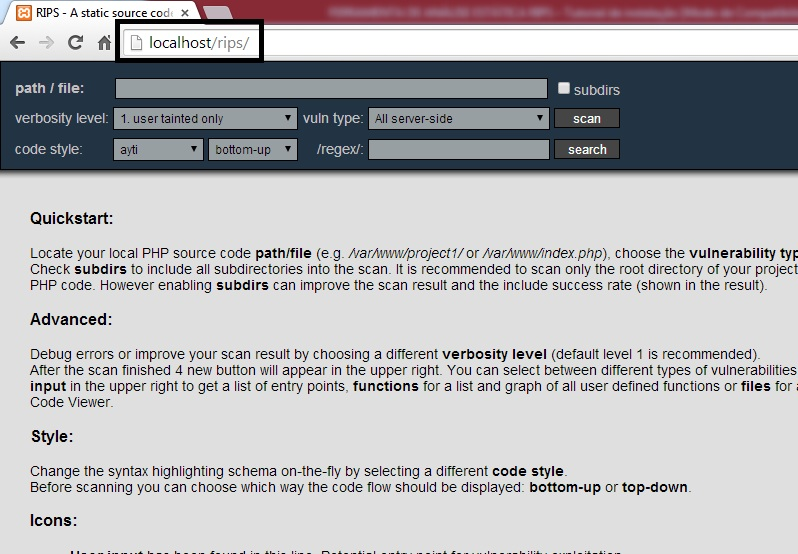 RIPS - A static source code
localhost/rips/
path / file: subdirs
verbosity level: 1. user tainted only vuln type: All server-side scan
code style: ayti bottom-up /regex/: search
Quickstart:
Locate your local PHP source code path/file (e.g. /var/www/project1/ or /var/www/index.php), choose the vulnerability typ
Check subdirs to include all subdirectories into the scan. It is recommended to scan only the root directory of your project
PHP code. However enabling subdirs can improve the scan result and the include success rate (shown in the result).
Advanced:
Debug errors or improve your scan result by choosing a different verbosity level (default level 1 is recommended).
After the scan finished 4 new button will appear in the upper right. You can select between different types of vulnerabilities
input in the upper right to get a list of entry points, functions for a list and graph of all user defined functions or files for a
Code Viewer.
Style:
Change the syntax highlighting schema on-the-fly by selecting a different code style.
Before scanning you can choose which way the code flow should be displayed: bottom-up or top-down.
Icons:
User input has been found in this line. Potential entry point for vulnerability exploitation.